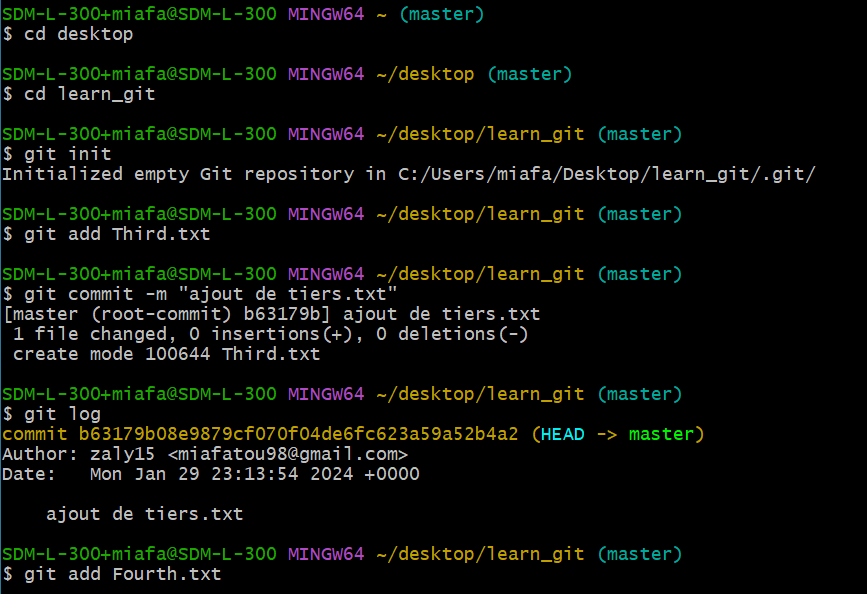 SDM-L-300+miafa@SDM-L-300 MINGW64 ~ (master)
$ cd desktop
SDM-L-300+miafa@SDM-L-300 MINGW64 ~/desktop (master)
$ cd learn_git
SDM-L-300+miafa@SDM-L-300 MINGW64 ~/desktop/learn_git (master)
$ git init
Initialized empty Git repository in C:/Users/miafa/Desktop/learn_git/.git/
SDM-L-300+miafa@SDM-L-300 MINGW64 ~/desktop/learn_git (master)
$ git add Third.txt
SDM-L-300+miafa@SDM-L-300 MINGW64 ~/desktop/learn_git (master)
$ git commit -m "ajout de tiers.txt"
[master (root-commit) b63179b] ajout de tiers.txt
 1 file changed, 0 insertions(+), 0 deletions(-)
 create mode 100644 Third.txt
SDM-L-300+miafa@SDM-L-300 MINGW64 ~/desktop/learn_git (master)
$ git log
commit b63179b08e9879cf070f04de6fc623a59a52b4a2 (HEAD -> master)
Author: zaly15 <miafatou98@gmail.com>
Date:   Mon Jan 29 23:13:54 2024 +0000
    ajout de tiers.txt
SDM-L-300+miafa@SDM-L-300 MINGW64 ~/desktop/learn_git (master)
$ git add Fourth.txt